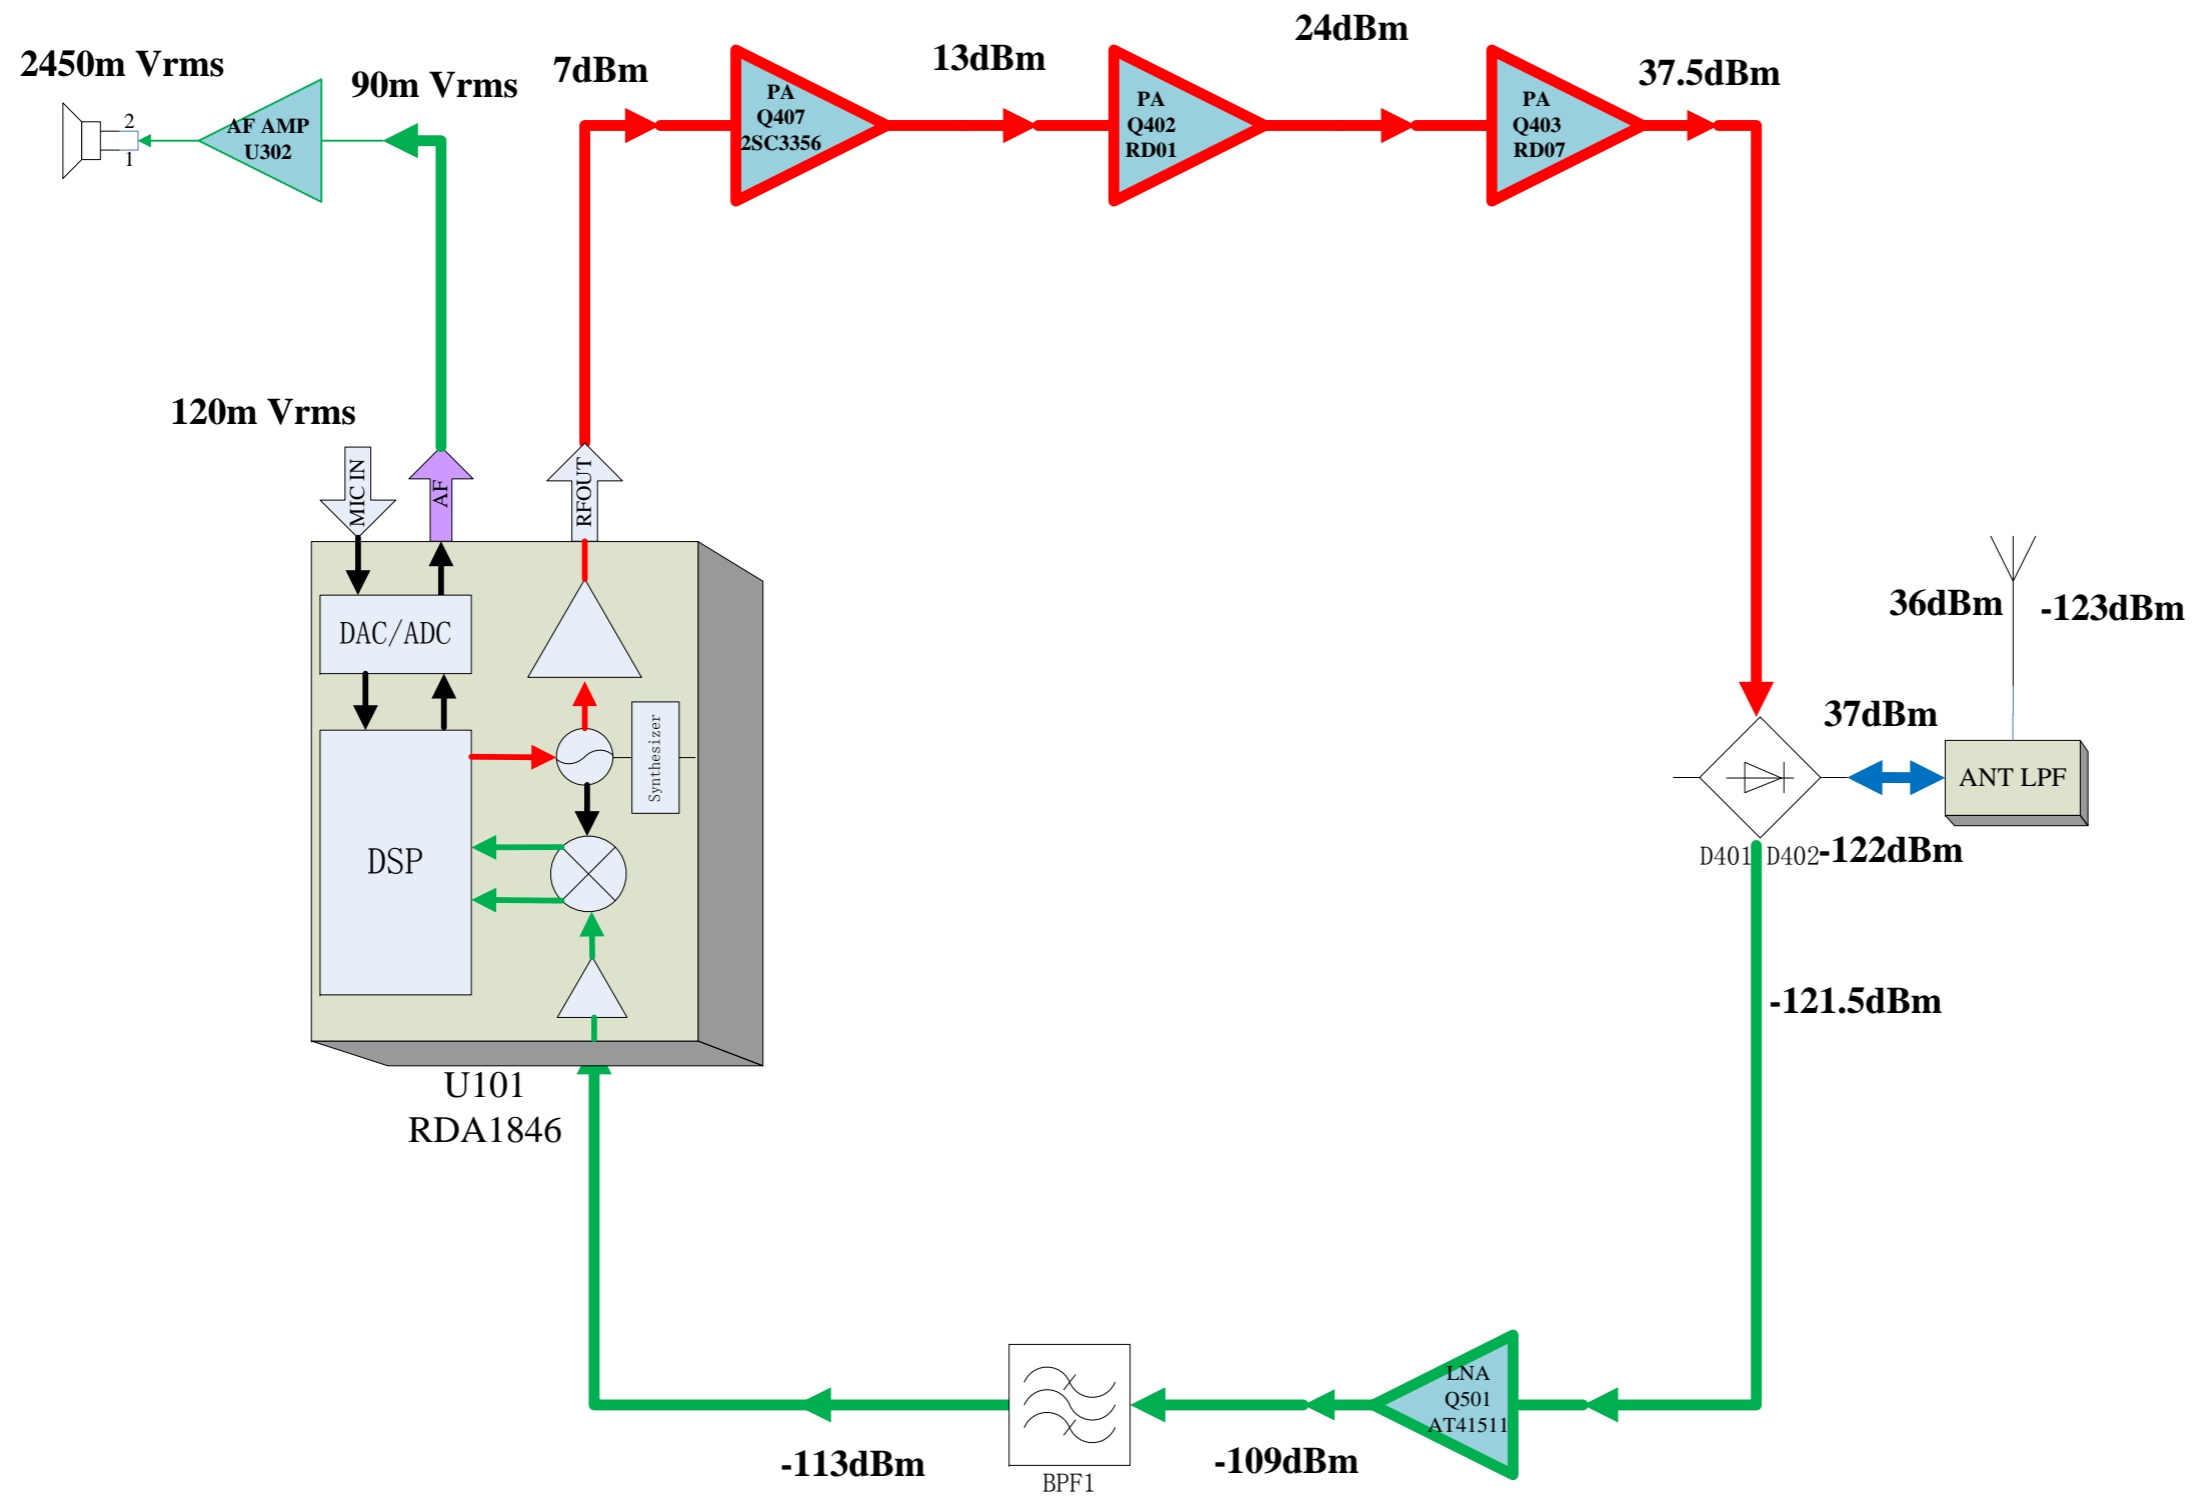 24dBm
2450m Vrms
90m Vrms
7dBm
13dBm
37.5dBm
2
1
AF AMP
U302
PA
Q407
2SC3356
PA
Q402
RD01
PA
Q403
RD07
120m Vrms
MIC IN
AF
RFOUT
DAC/ADC
Synthesizer
DSP
U101
RDA1846
36dBm
-123dBm
37dBm
ANT LPF
D401
D402
-122dBm
-121.5dBm
LNA
Q501
AT41511
-109dBm
-113dBm
BPF1